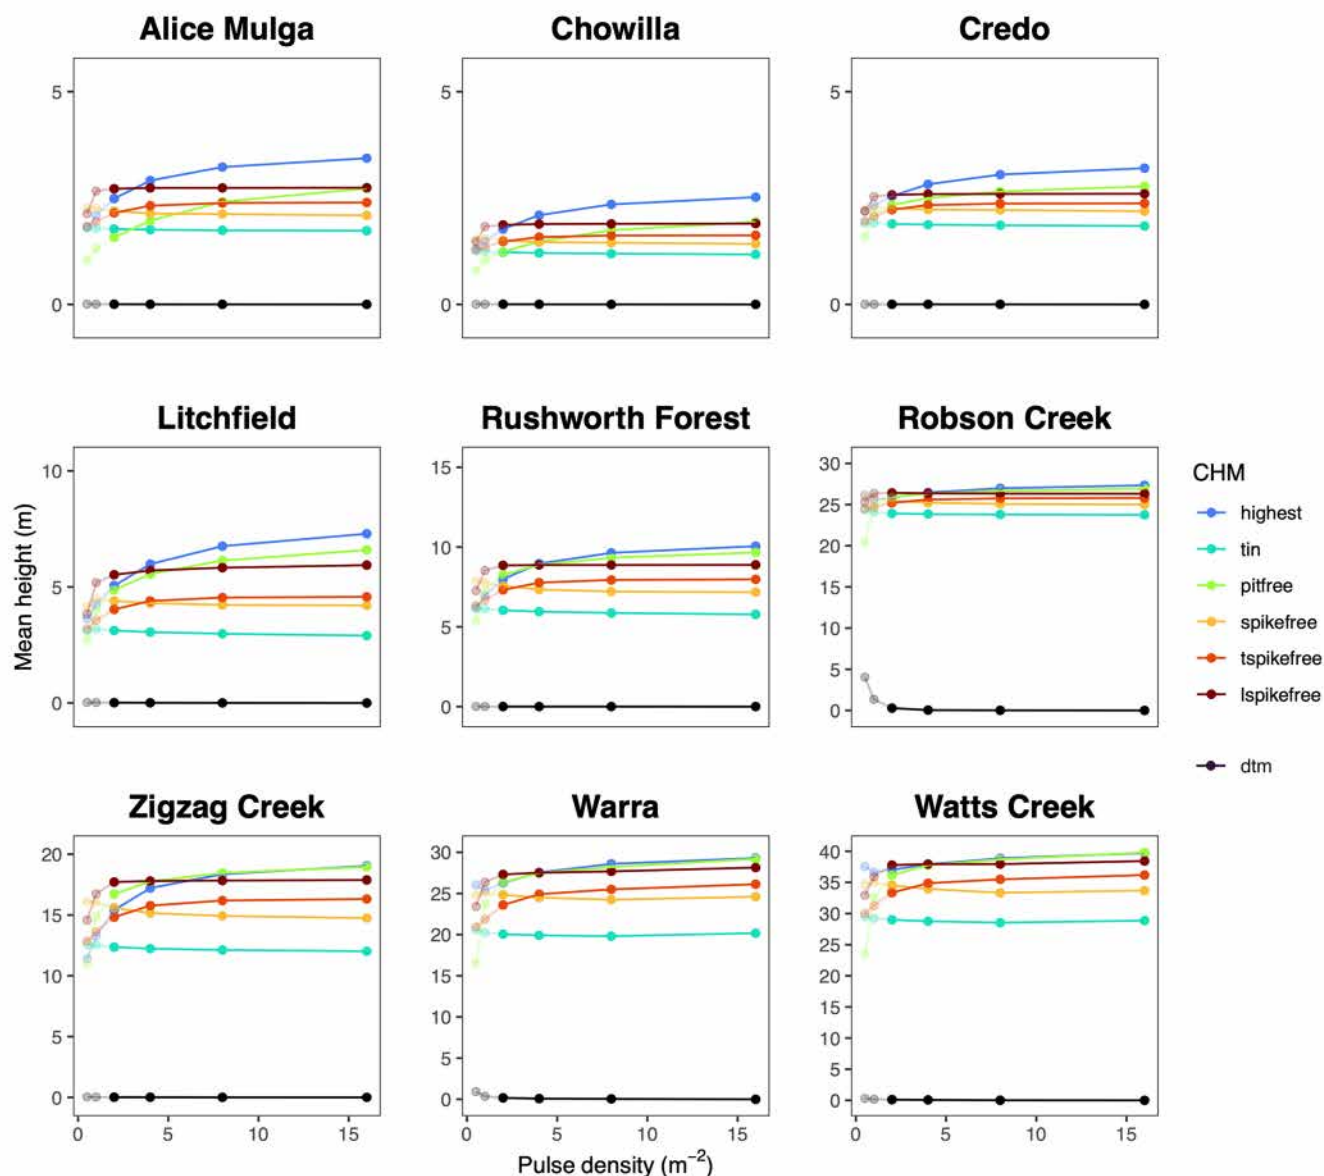 Alice Mulga
Chowilla
Credo
5
0
5
0
5
0
Litchfield
Rushworth Forest
Robson Creek
10
5
0
15
10
5
0
30
25
20
15
10
5
0
Mean height (m)
CHM
highest
tin
pitfree
spikefree
tspikefree
lspikefree
dtm
Zigzag Creek
Warra
Watts Creek
20
15
10
5
0
30
25
20
15
10
5
0
40
35
30
25
20
15
10
5
0
0 5 10 15
0 5 10 15
0 5 10 15
Pulse density (m⁻²)